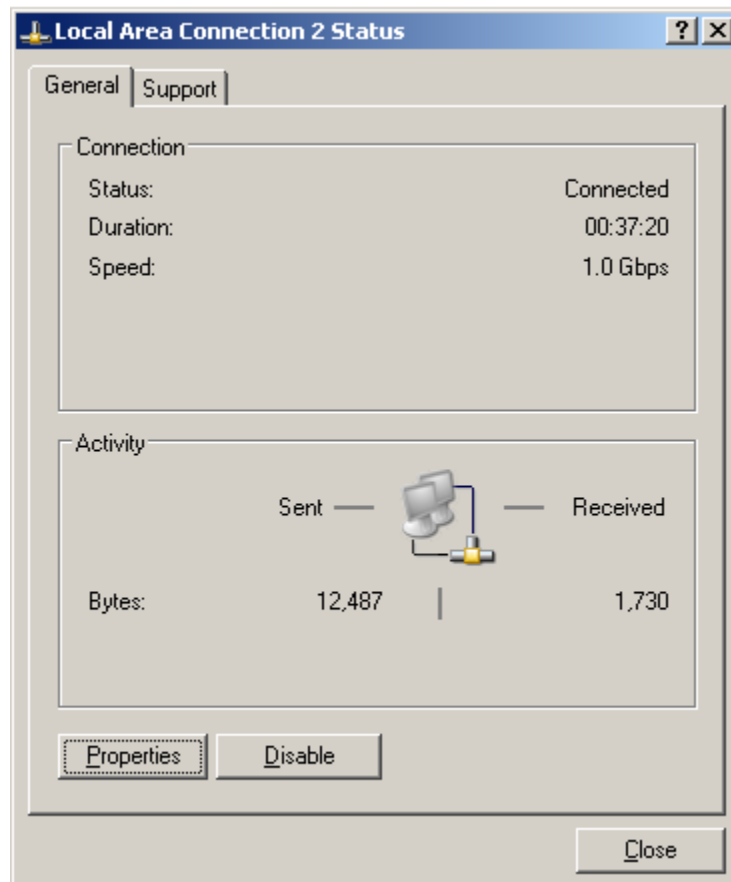 Local Area Connection 2 Status
General Support
Connection
Status: Connected
Duration: 00:37:20
Speed: 1.0 Gbps
Activity
Sent Received
Bytes: 12,487 1,730
Properties Disable
Close